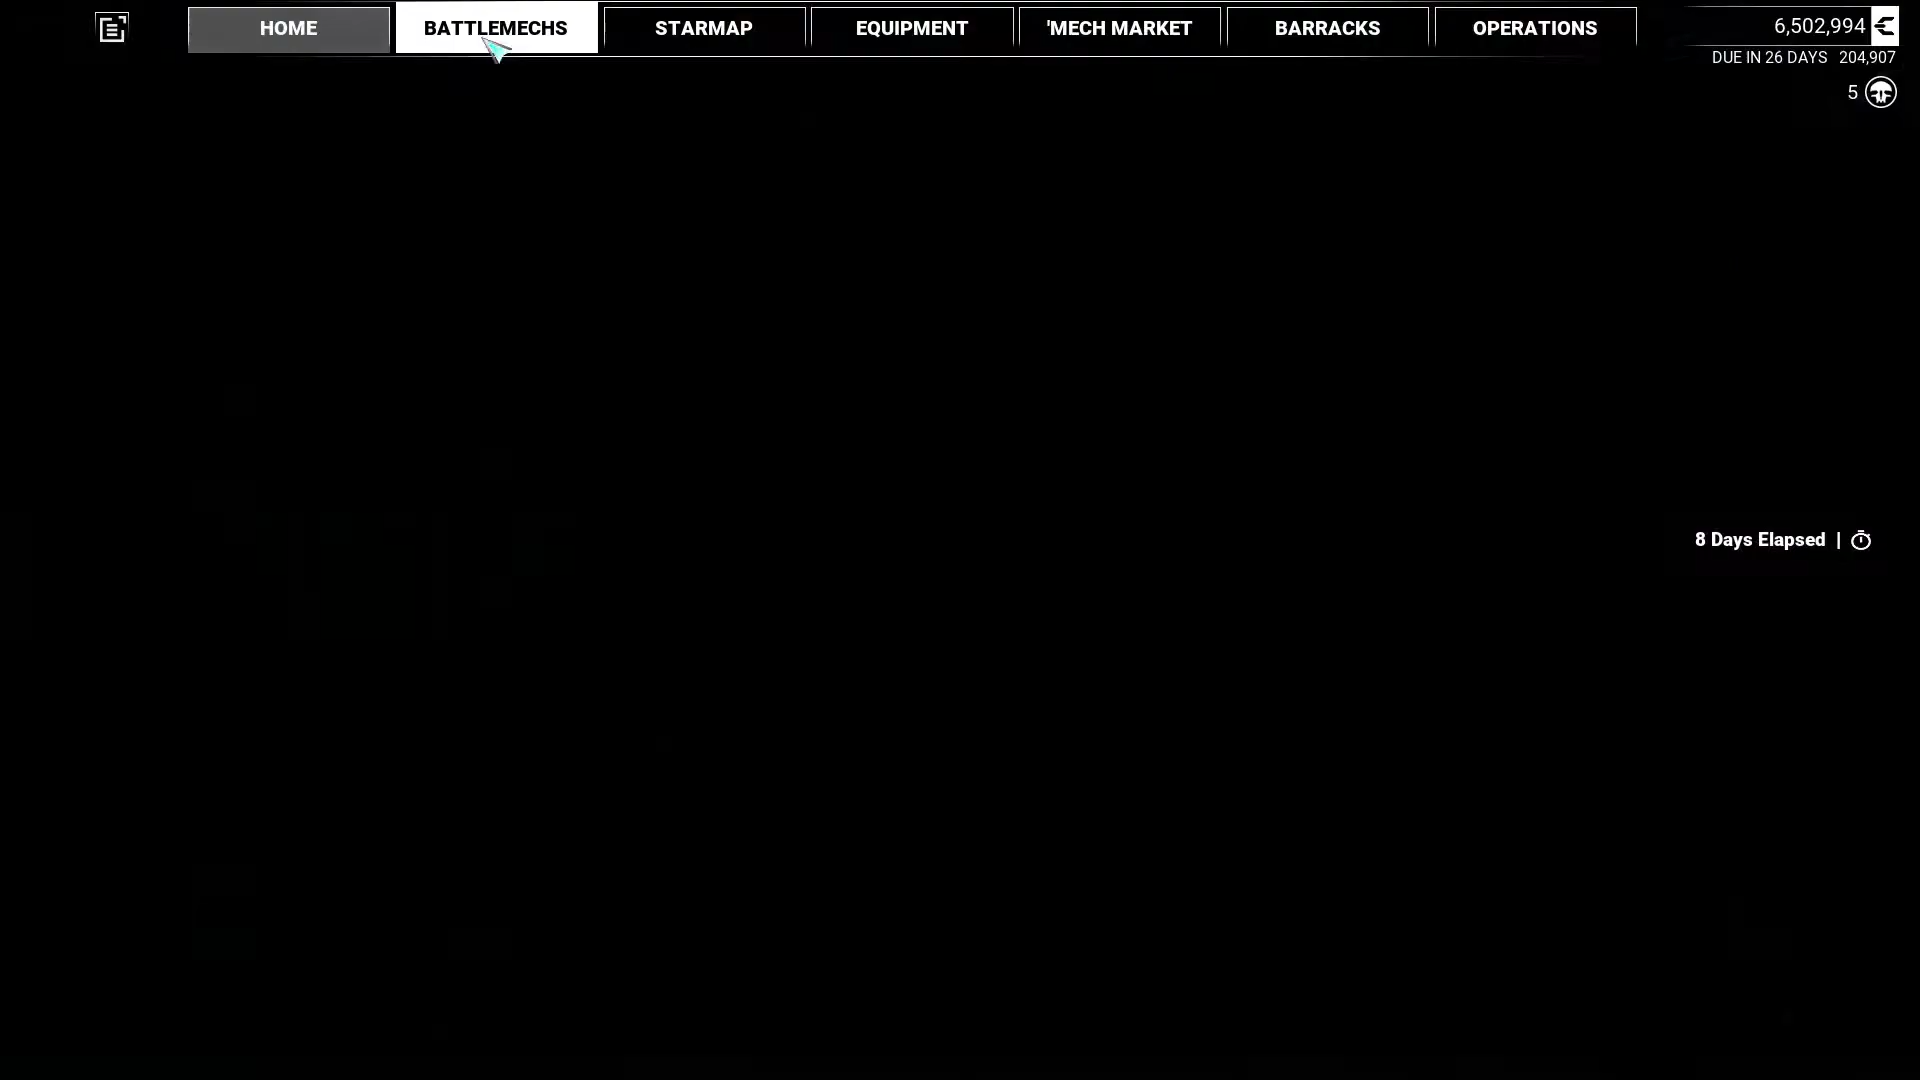 HOME
BATTLEMECHS
STARMAP
EQUIPMENT
'MECH MARKET
BARRACKS
OPERATIONS
6,502,994
DUE IN 26 DAYS 204,907
5
8 Days Elapsed |